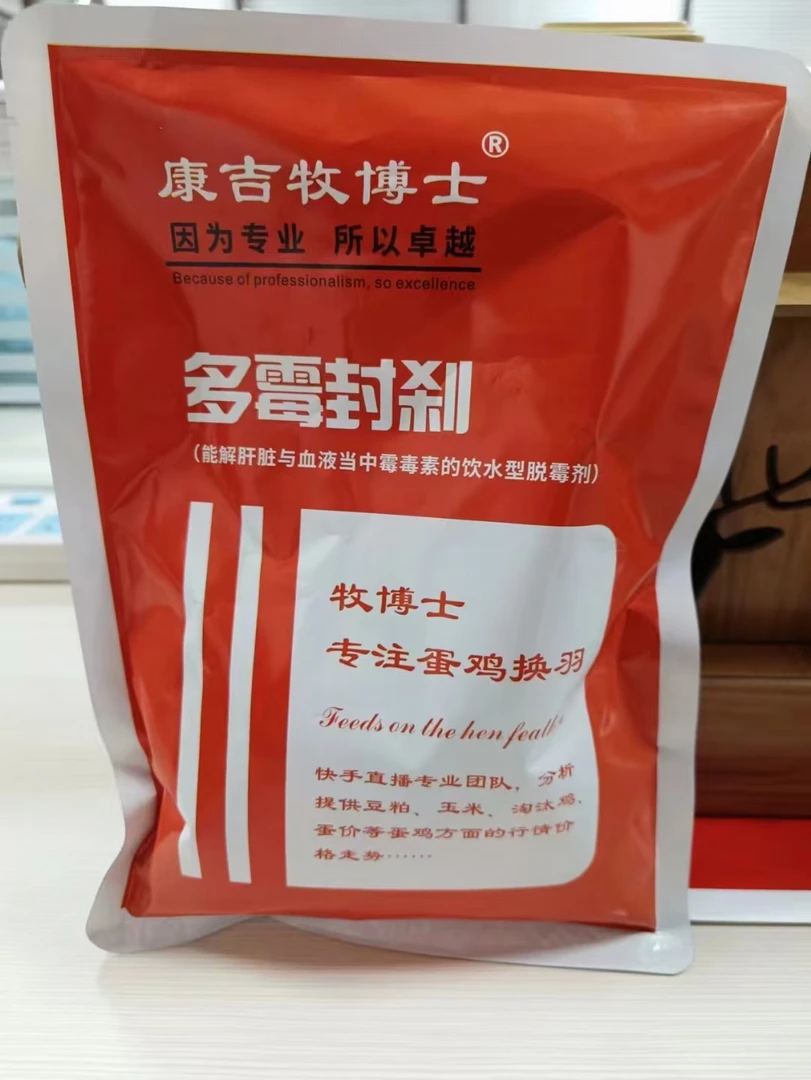 康吉牧博士®
因为专业 所以卓越
Because of professionalism, so excellence
多霉封刹
（能解肝脏与血液当中霉毒素的饮水型脱霉剂）
牧博士
专注蛋鸡换羽
Feeds on the hen
快手直播专业团队，分析
提供豆粕、玉米、淘汰鸡、
蛋价等蛋鸡方面的行情价
格走势······